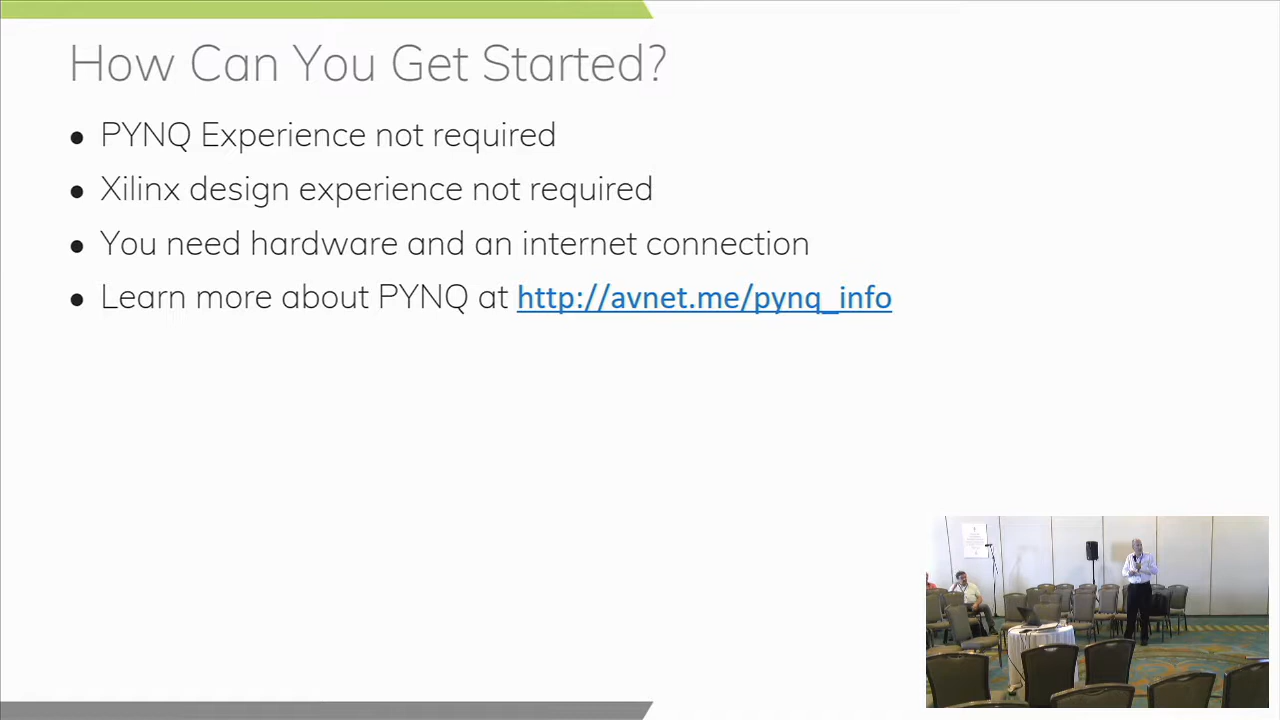 How Can You Get Started?
• PYNQ Experience not required
• Xilinx design experience not required
• You need hardware and an internet connection
• Learn more about PYNQ at http://avnet.me/pynq_info